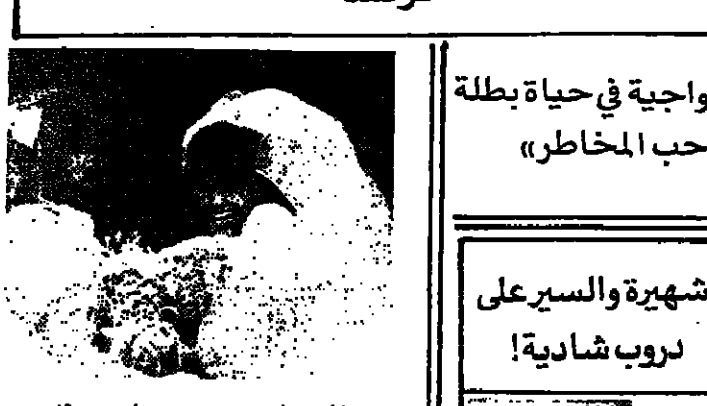 واجية في حياة بطلة
حب المخاطر»
شهيرة والسير على
دروب شادية!